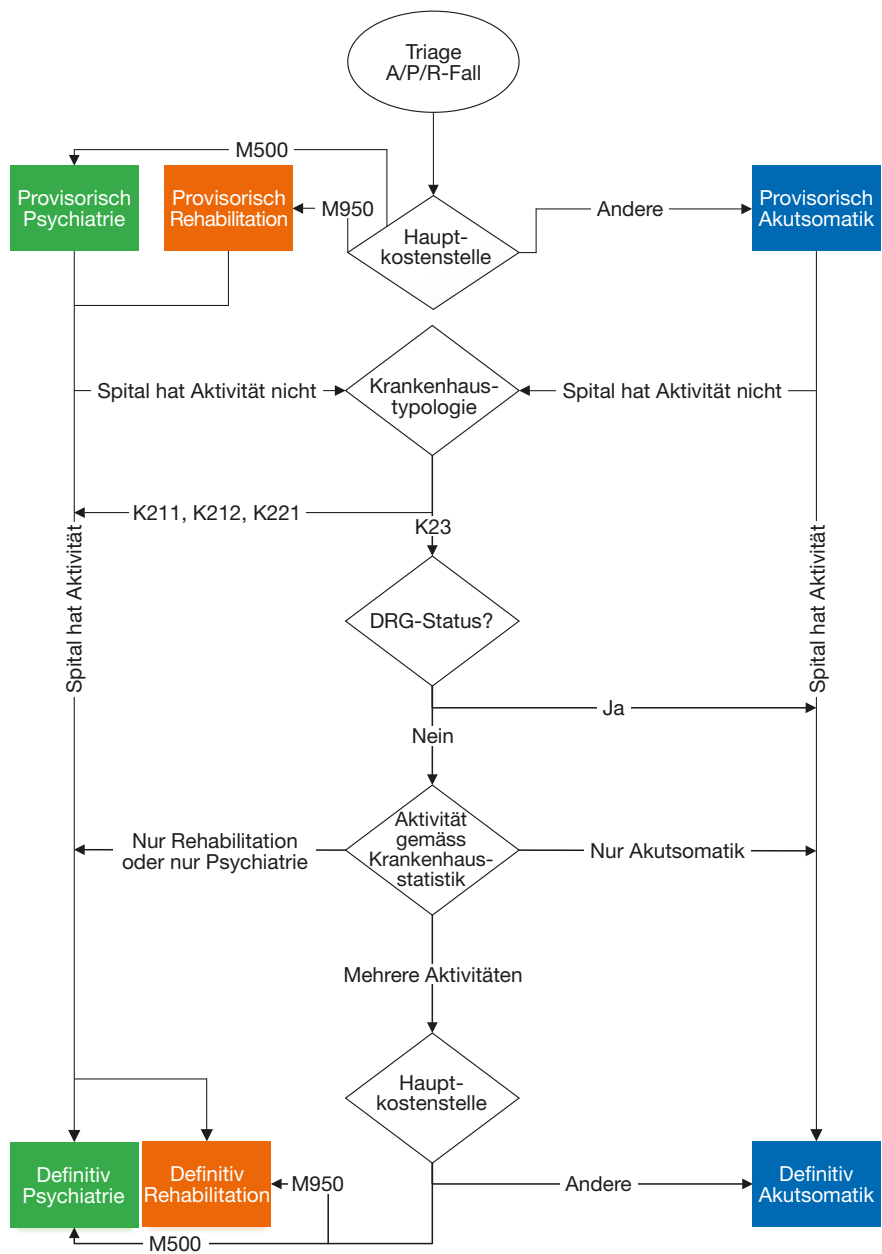 Triage
A/P/R-Fall
M500
Provisorisch
Psychiatrie
Provisorisch
Rehabilitation
M950
Haupt-
kostenstelle
Andere
Provisorisch
Akutsomatik
Spital hat Aktivität nicht
Krankenhaus-
typologie
Spital hat Aktivität nicht
K211, K212, K221
K23
Spital hat Aktivität
DRG-Status?
Spital hat Aktivität
Ja
Nein
Nur Rehabilitation
oder nur Psychiatrie
Aktivität
gemäss
Krankenhaus-
statistik
Nur Akutsomatik
Mehrere Aktivitäten
Haupt-
kostenstelle
Definitiv
Psychiatrie
Definitiv
Rehabilitation
M950
Andere
Definitiv
Akutsomatik
M500